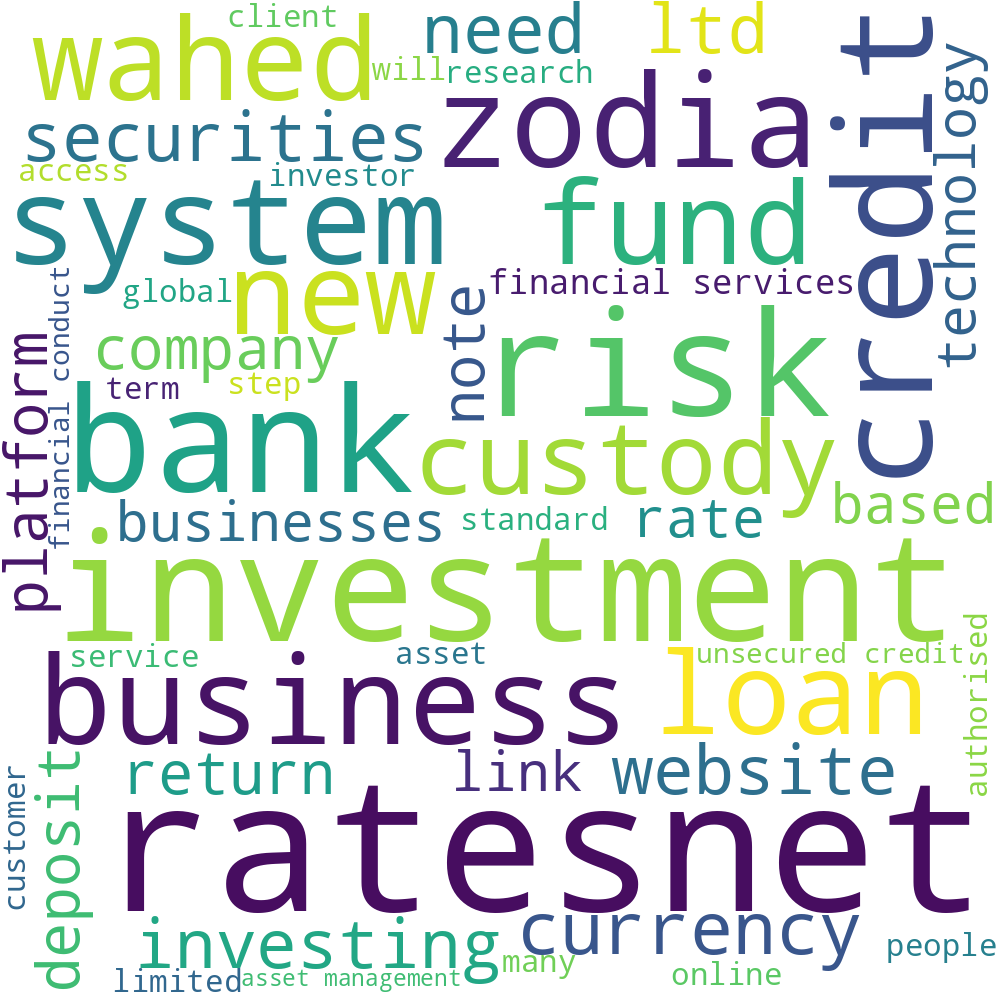 client
wahed
need
ltd
credit
will
research
zodia
technology
securities
access
investor
system
fund
new
global
financial services
financial conduct
note
risk
company
platform
term
step
bank
custody
based
businesses
standard
rate
investment
authorised
service
asset
unsecured credit
business
loan
return
link
website
deposit
customer
ratesnet
investing
currency
people
many
online
limited
asset management